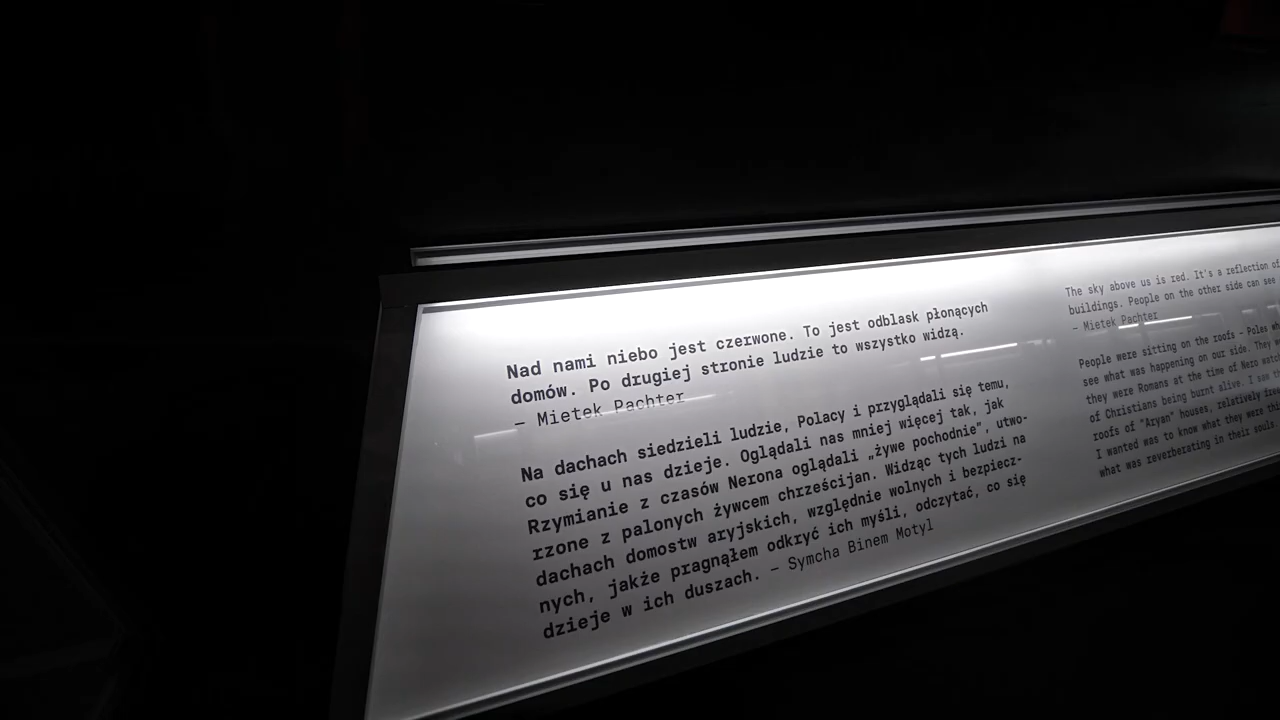 Nad nami niebo jest czerwone. To jest odblask płonących
domów. Po drugiej stronie ludzie to wszystko widzą.
– Mietek Pachter
Na dachach siedzieli ludzie, Polacy i przyglądali się temu,
co się u nas dzieje. Oglądali nas mniej więcej tak, jak
Rzymianie z czasów Nerona oglądali „żywe pochodnie”, utwo-
rzone z palonych żywcem chrześcijan. Widząc tych ludzi na
dachach domostw aryjskich, względnie wolnych i bezpiecz-
nych, jakże pragnąłem odkryć ich myśli, odczytać, co się
dzieje w ich duszach. – Symcha Binem Motyl
The sky above us is red. It's a reflection of
buildings. People on the other side can see
– Mietek Pachter
People were sitting on the roofs – Poles
see what was happening on our side. They
they were Romans at the time of Nero
of Christians being burnt alive. I saw
roofs of "Aryan" houses, relatively
I wanted was to know what they were
what was reverberating in their souls.